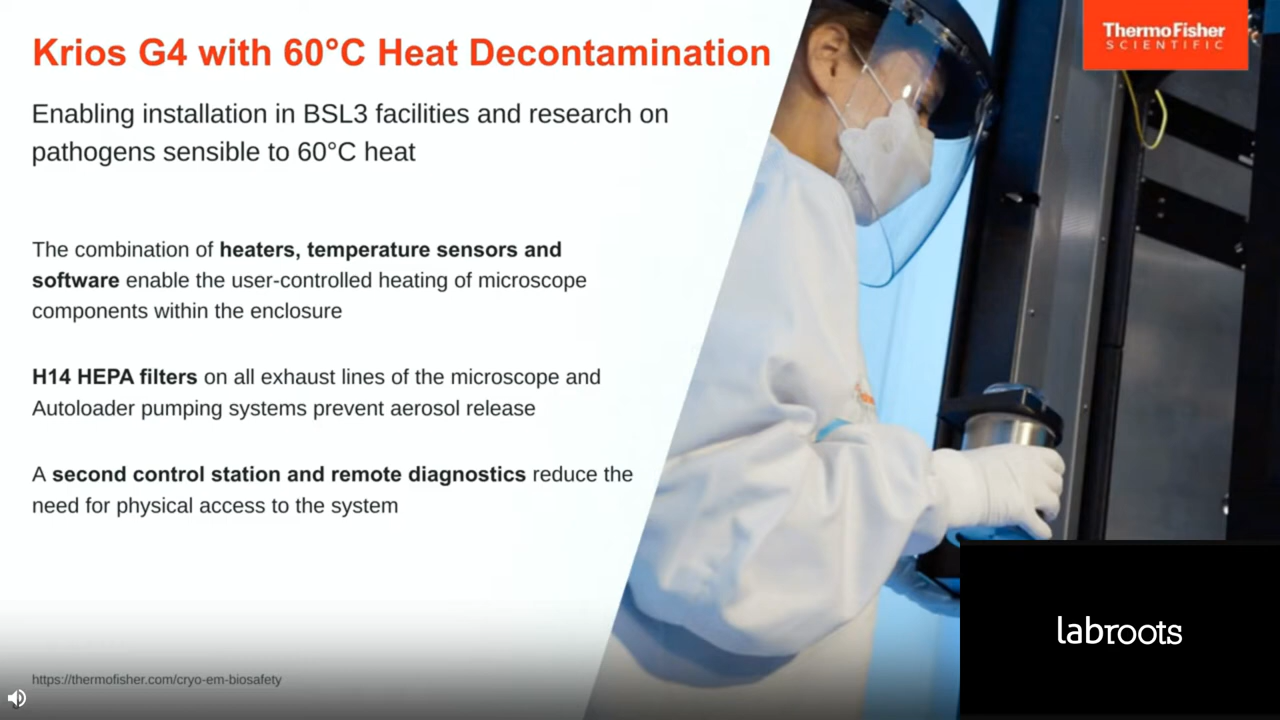 Krios G4 with 60°C Heat Decontamination
ThermoFisher
SCIENTIFIC
Enabling installation in BSL3 facilities and research on
pathogens sensible to 60°C heat
The combination of heaters, temperature sensors and
software enable the user-controlled heating of microscope
components within the enclosure
H14 HEPA filters on all exhaust lines of the microscope and
Autoloader pumping systems prevent aerosol release
A second control station and remote diagnostics reduce the
need for physical access to the system
labroots
https://thermofisher.com/cryo-em-biosafety